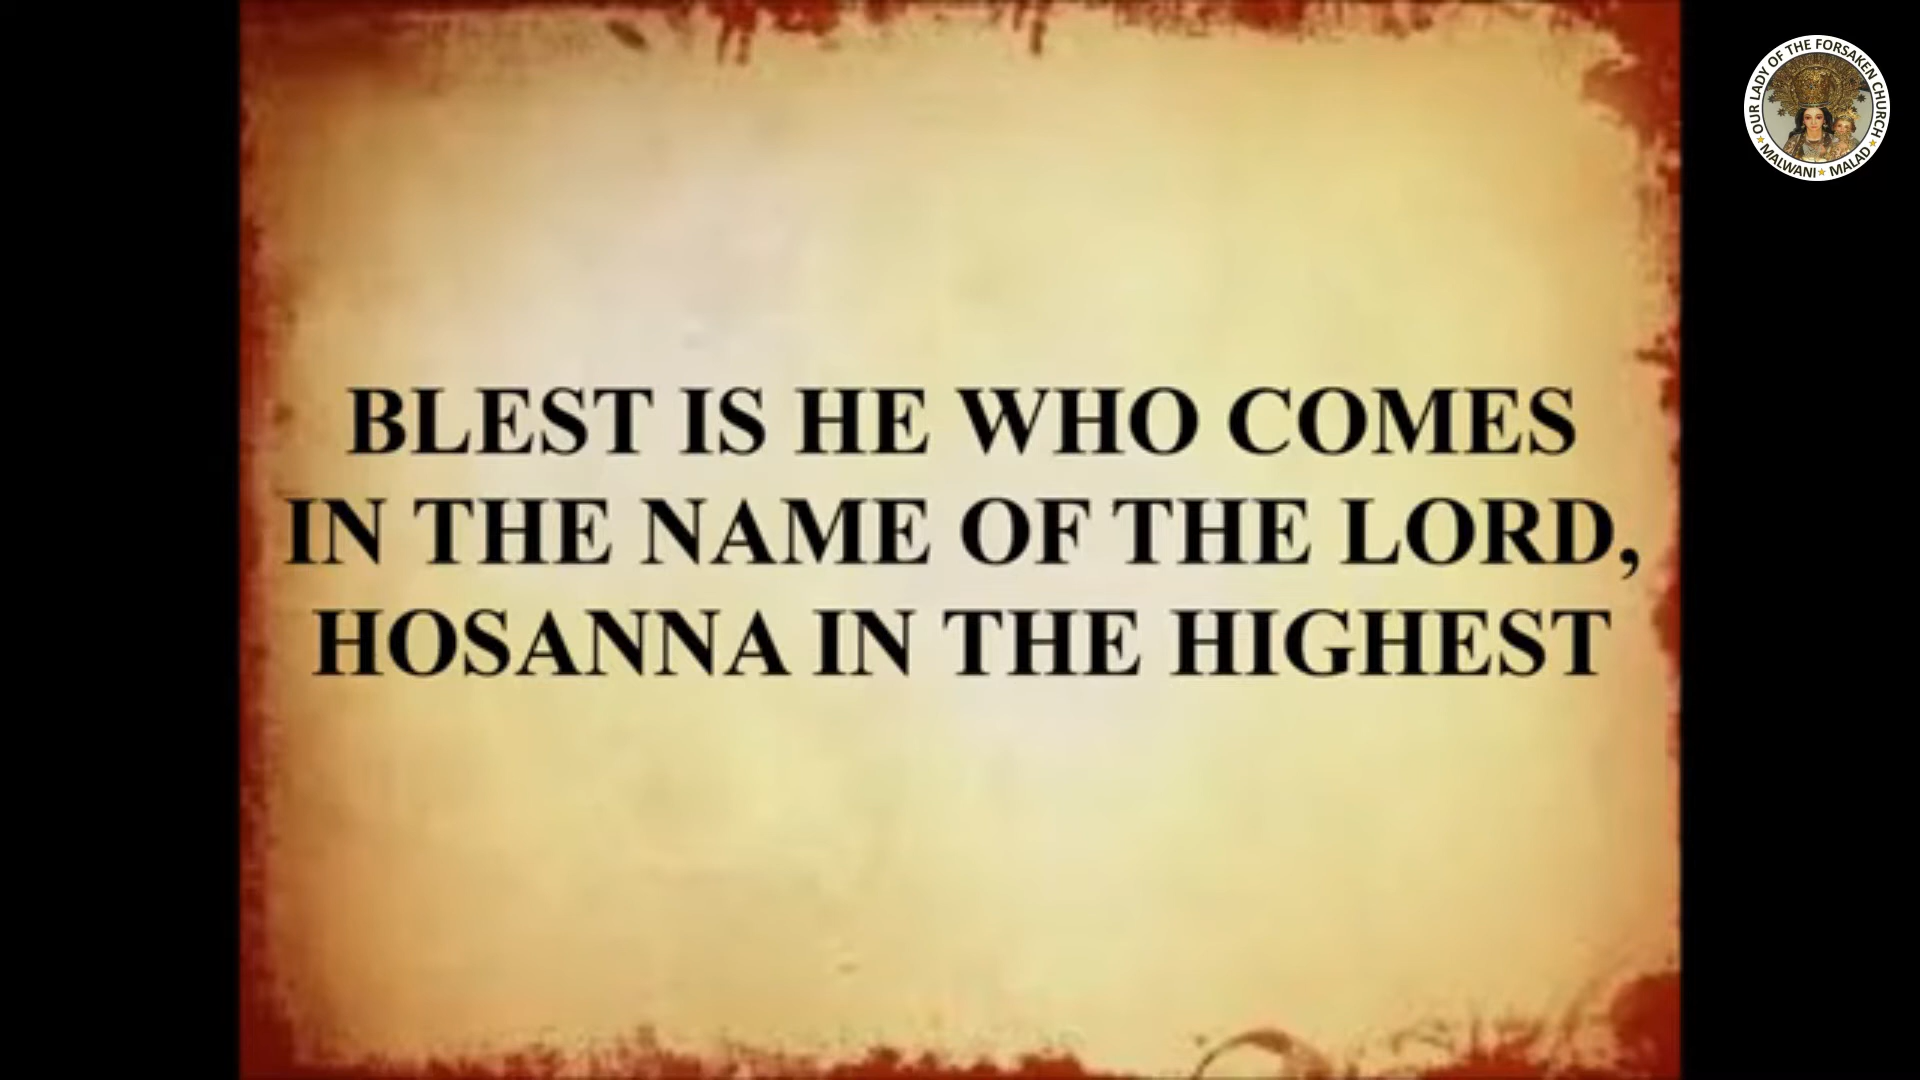 BLEST IS HE WHO COMES
IN THE NAME OF THE LORD,
HOSANNA IN THE HIGHEST
OUR LADY OF THE FORSAKEN CHURCH
MALWANI ★ MALAD